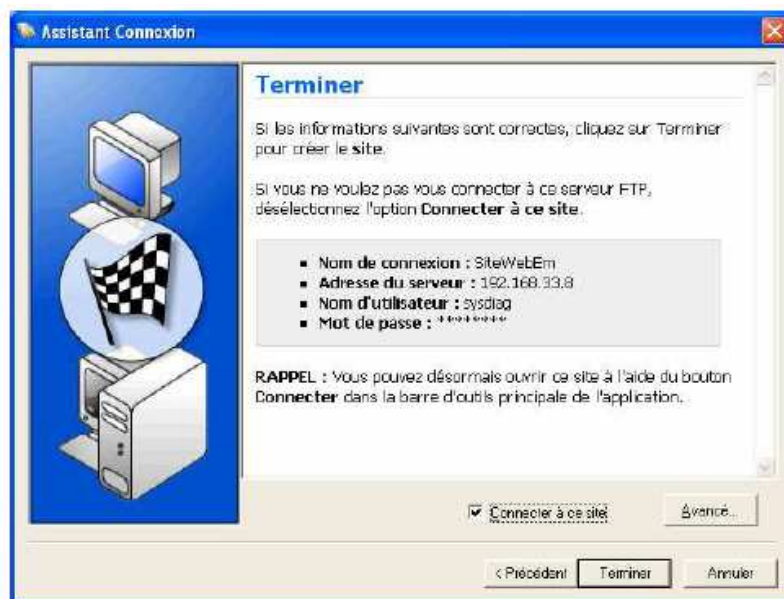 Assistant Connexion
Terminer
Si les informations suivantes sont correctes, cliquez sur Terminer
pour créer le site.
Si vous ne voulez pas vous connecter à ce serveur FTP,
désélectionnez l'option Connecter à ce site.
▪ Nom de connexion : SiteWebEm
▪ Adresse du serveur : 192.168.33.8
▪ Nom d'utilisateur : sysdiag
▪ Mot de passe : ********
RAPPEL : Vous pouvez désormais ouvrir ce site à l'aide du bouton
Connecter dans la barre d'outils principale de l'application.
Connecter à ce site
Avancé...
< Précédent Terminer Annuler